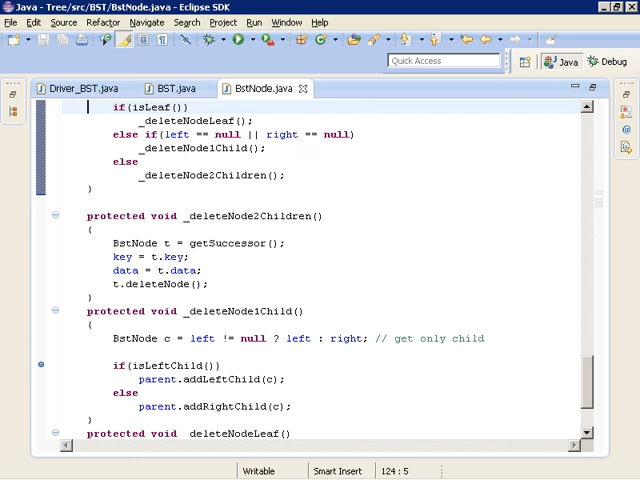 Java - Tree/src/BST/BstNode.java - Eclipse SDK
File Edit Source Refactor Navigate Search Project Run Window Help
Quick Access
Java
Debug
Driver_BST.java
BST.java
BstNode.java
if(isLeaf())
_deleteNodeLeaf();
else if(left == null || right == null)
_deleteNode1Child();
else
_deleteNode2Children();
}
protected void _deleteNode2Children()
{
BstNode t = getSuccessor();
key = t.key;
data = t.data;
t.deleteNode();
}
protected void _deleteNode1Child()
{
BstNode c = left != null ? left : right; // get only child
if(isLeftChild())
parent.addLeftChild(c);
else
parent.addRightChild(c);
}
protected void _deleteNodeLeaf()
Writable
Smart Insert
124 : 5